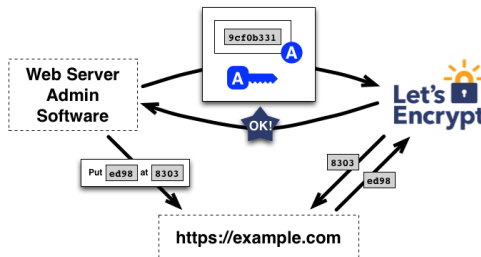 9cf0b331
A
A
Web Server
Admin
Software
Let's
Encrypt
OK!
Put ed98 at 8303
8303
ed98
https://example.com